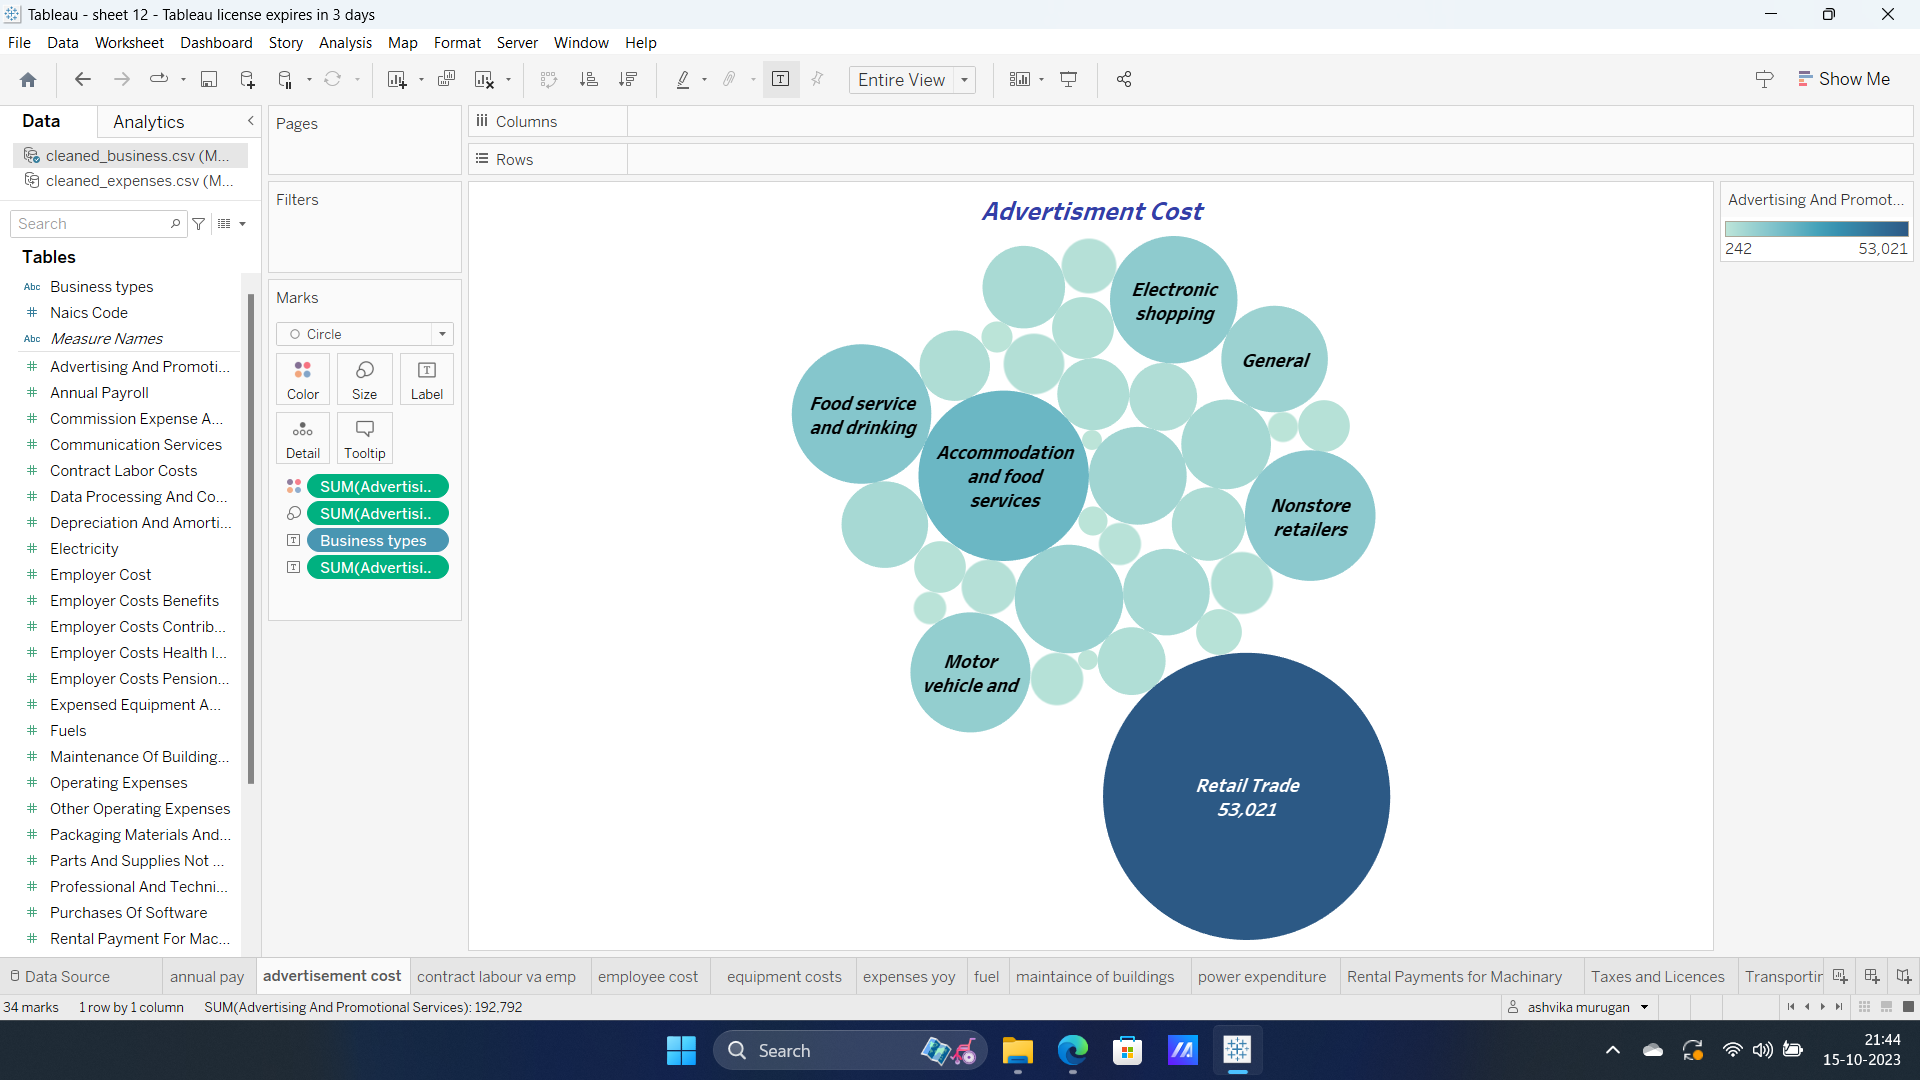 Tableau - sheet 12 - Tableau license expires in 3 days
File Data Worksheet Dashboard Story Analysis Map Format Server Window Help
Entire View
Show Me
Data Analytics
cleaned_business.csv (M...
cleaned_expenses.csv (M...
Search
Tables
Abc Business types
# Naics Code
Abc Measure Names
# Advertising And Promoti...
# Annual Payroll
# Commission Expense A...
# Communication Services
# Contract Labor Costs
# Data Processing And Co...
# Depreciation And Amorti...
# Electricity
# Employer Cost
# Employer Costs Benefits
# Employer Costs Contrib...
# Employer Costs Health I...
# Employer Costs Pension...
# Expensed Equipment A...
# Fuels
# Maintenance Of Building...
# Operating Expenses
# Other Operating Expenses
# Packaging Materials And...
# Parts And Supplies Not ...
# Professional And Techni...
# Purchases Of Software
# Rental Payment For Mac...
Pages
Filters
Marks
Circle
Color Size Label
Detail Tooltip
SUM(Advertisi..
SUM(Advertisi..
Business types
SUM(Advertisi..
Columns
Rows
Advertisment Cost
Electronic
shopping
General
Food service
and drinking
Accommodation
and food
services
Nonstore
retailers
Motor
vehicle and
Retail Trade
53,021
Advertising And Promot...
242 53,021
Data Source annual pay advertisement cost contract labour va emp employee cost equipment costs expenses yoy fuel maintaince of buildings power expenditure Rental Payments for Machinary Taxes and Licences Transportin
34 marks 1 row by 1 column SUM(Advertising And Promotional Services): 192,792
ashvika murugan
Search
21:44
15-10-2023